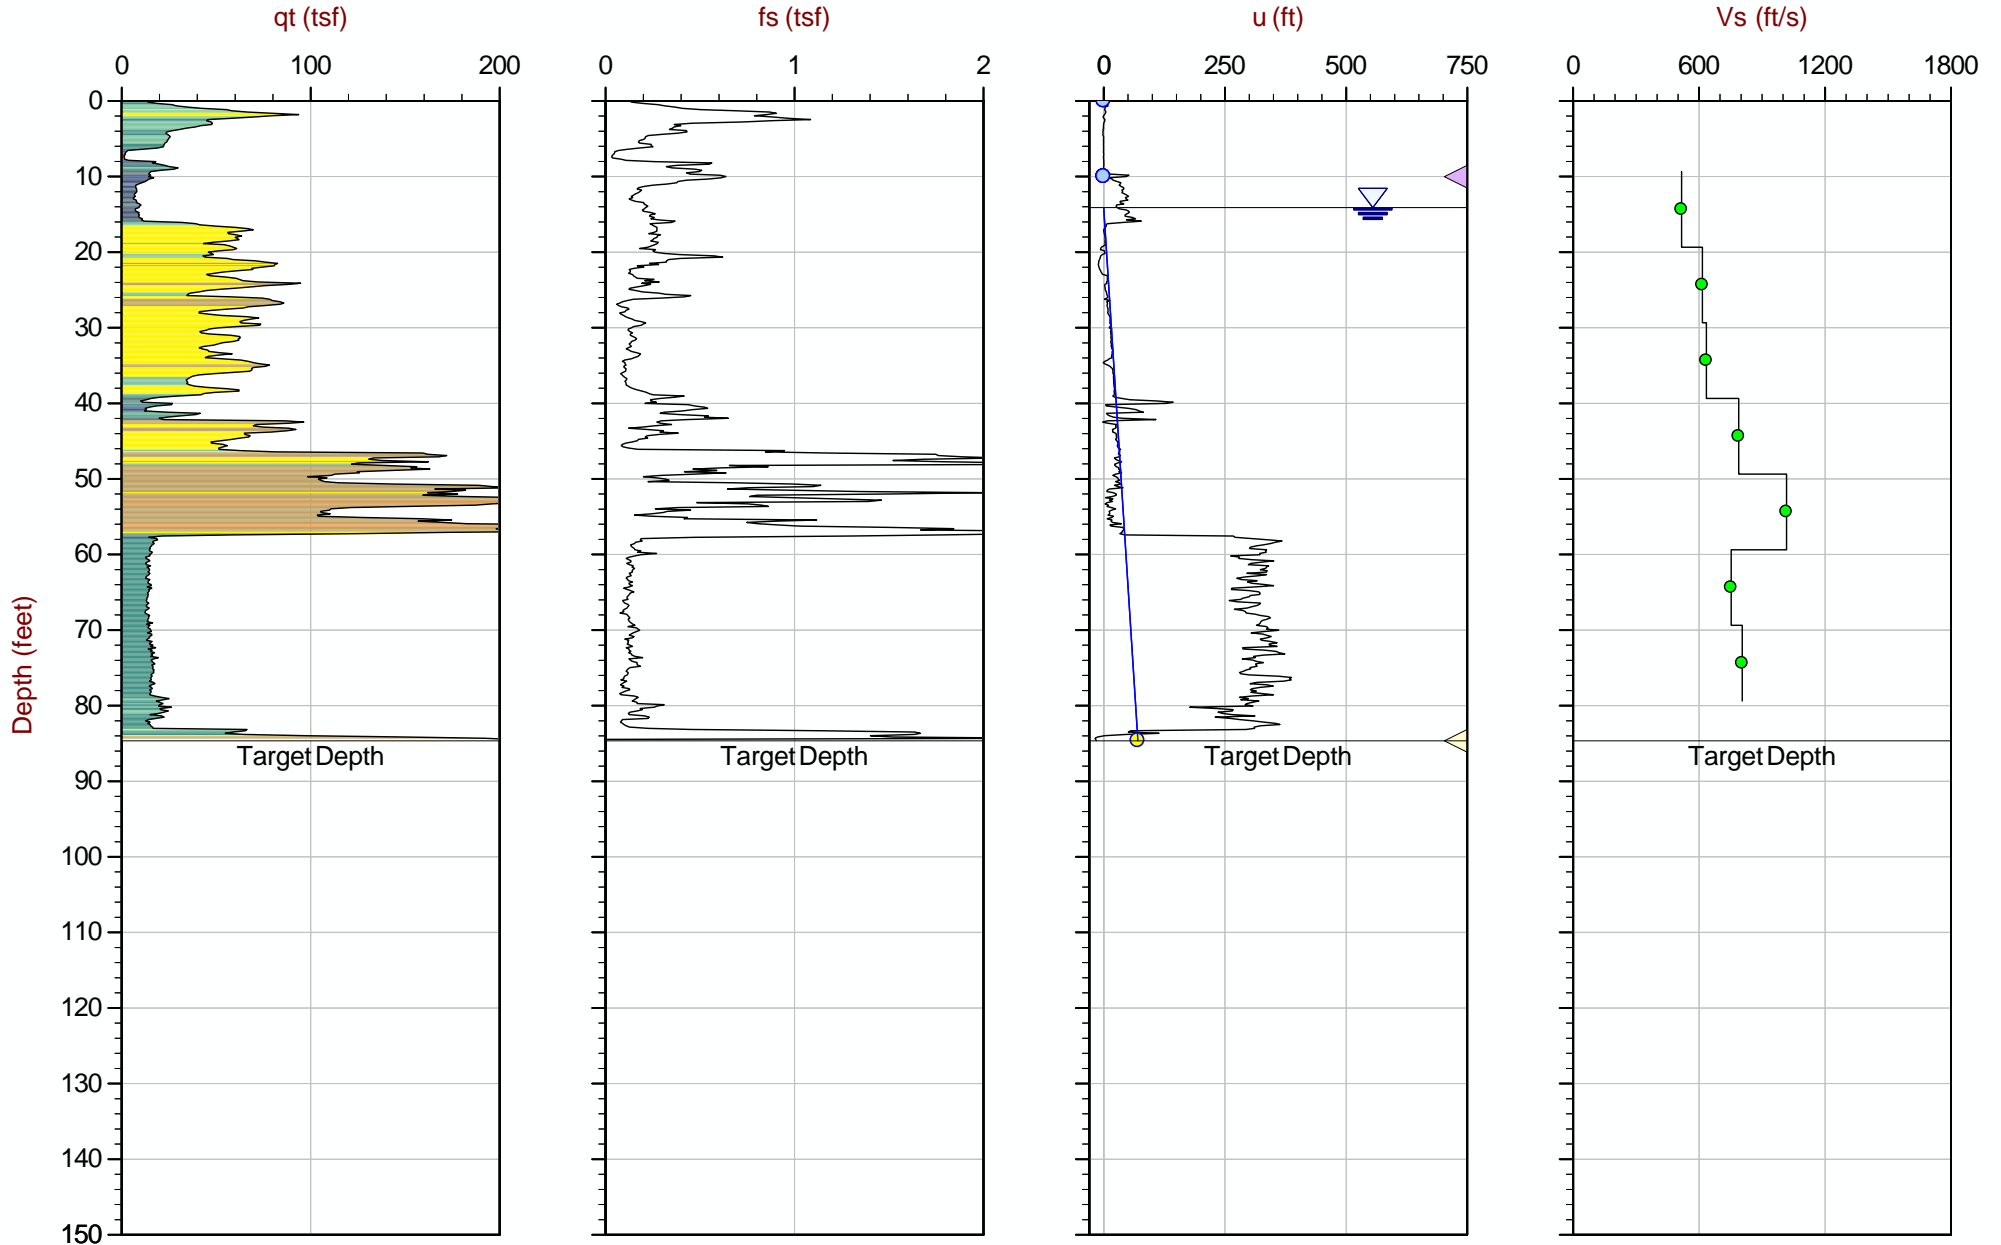 qt (tsf)
fs (tsf)
u (ft)
Vs (ft/s)
0 100 200
0 1 2
0 250 500 750
0 600 1200 1800
0
10
20
30
40
50
60
70
80
90
100
110
120
130
140
150
Depth (feet)
Target Depth
Target Depth
Target Depth
Target Depth